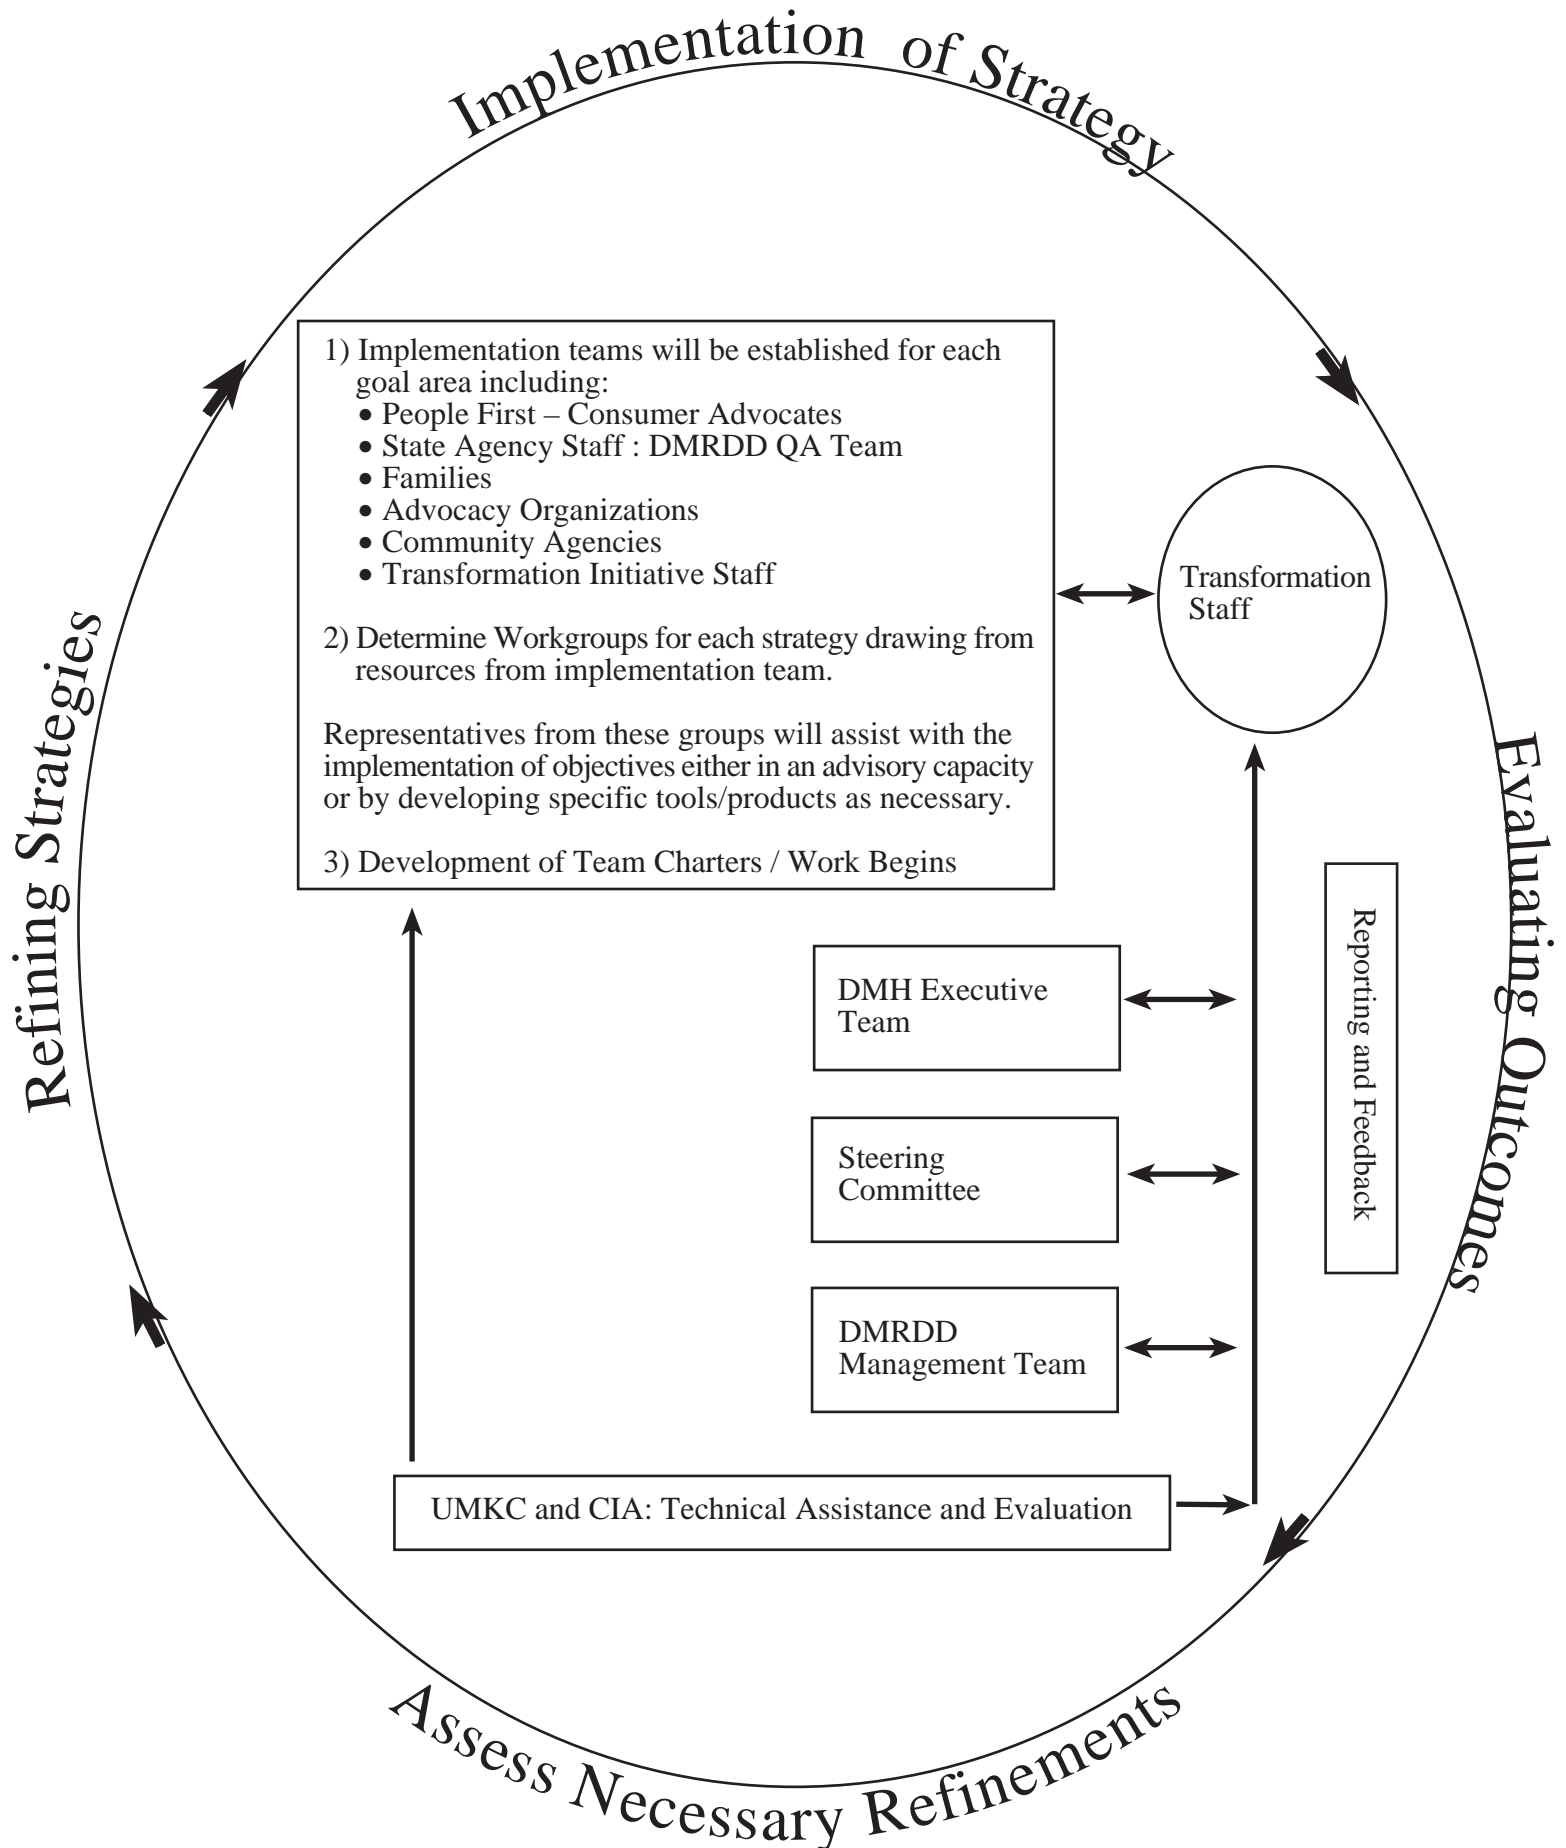 Implementation of Strategy
1) Implementation teams will be established for each
goal area including:
• People First – Consumer Advocates
• State Agency Staff : DMRDD QA Team
• Families
• Advocacy Organizations
• Community Agencies
• Transformation Initiative Staff
2) Determine Workgroups for each strategy drawing from
resources from implementation team.
Representatives from these groups will assist with the
implementation of objectives either in an advisory capacity
or by developing specific tools/products as necessary.
3) Development of Team Charters / Work Begins
Transformation
Staff
Evaluating Outcomes
Reporting and Feedback
DMH Executive
Team
Steering
Committee
DMRDD
Management Team
UMKC and CIA: Technical Assistance and Evaluation
Assess Necessary Refinements
Refining Strategies